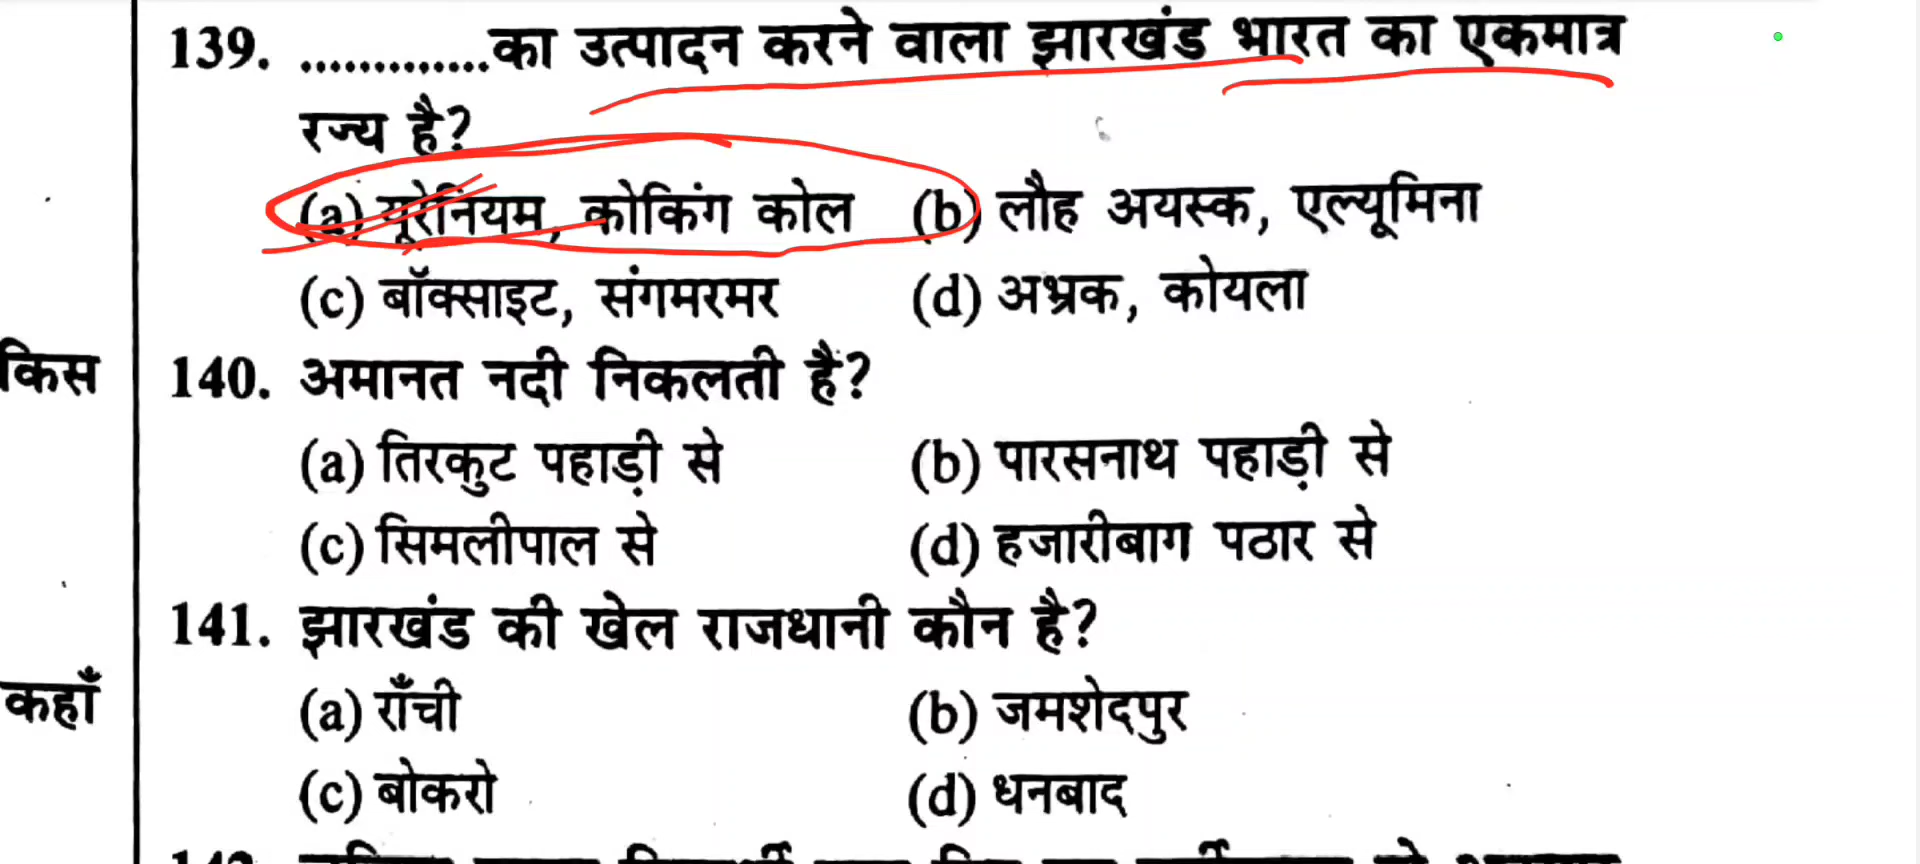 139. .............का उत्पादन करने वाला झारखंड भारत का एकमात्र
रज्य है?
(a) यूरेनियम, कोकिंग कोल (b) लौह अयस्क, एल्यूमिना
(c) बॉक्साइट, संगमरमर (d) अभ्रक, कोयला
किस
140. अमानत नदी निकलती है?
(a) तिरकुट पहाड़ी से (b) पारसनाथ पहाड़ी से
(c) सिमलीपाल से (d) हजारीबाग पठार से
141. झारखंड की खेल राजधानी कौन है?
कहाँ
(a) राँची (b) जमशेदपुर
(c) बोकरो (d) धनबाद